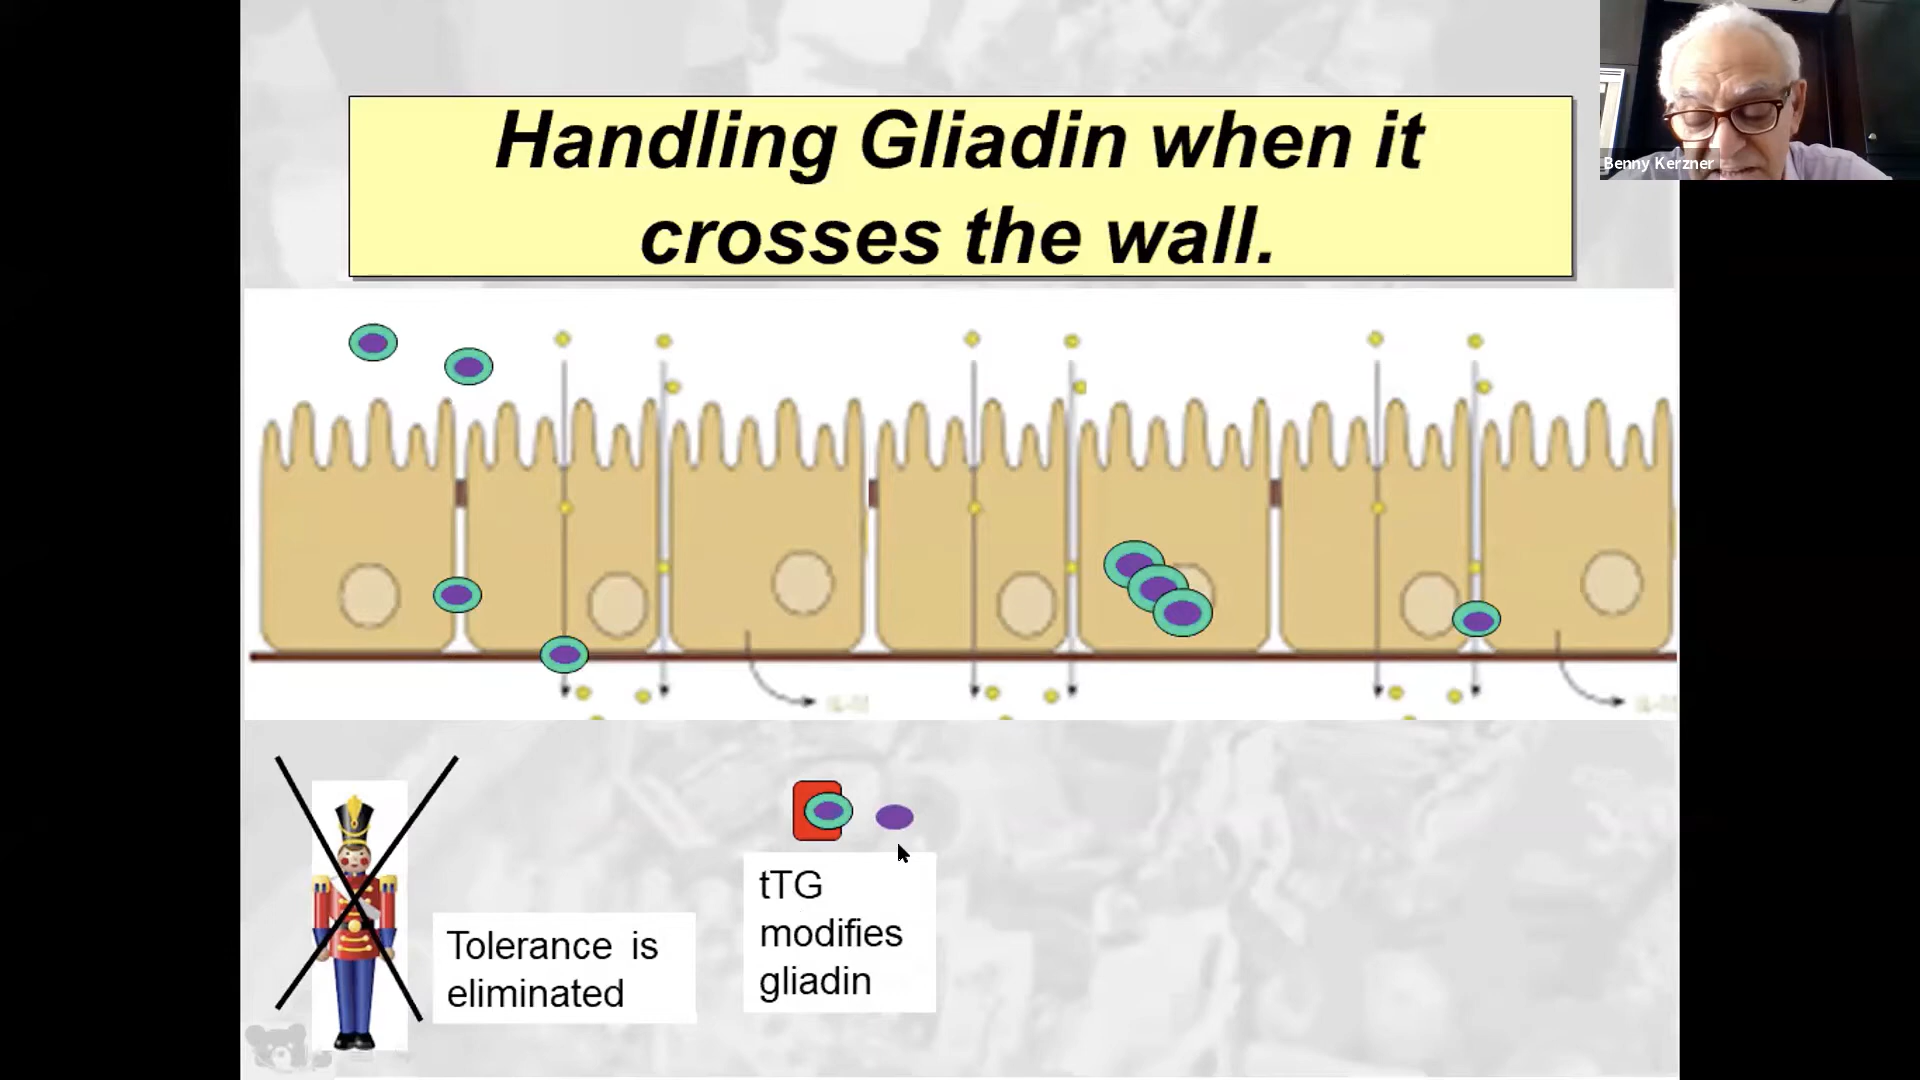 Handling Gliadin when it
crosses the wall.
Benny Kerzner
Tolerance is
eliminated
tTG
modifies
gliadin